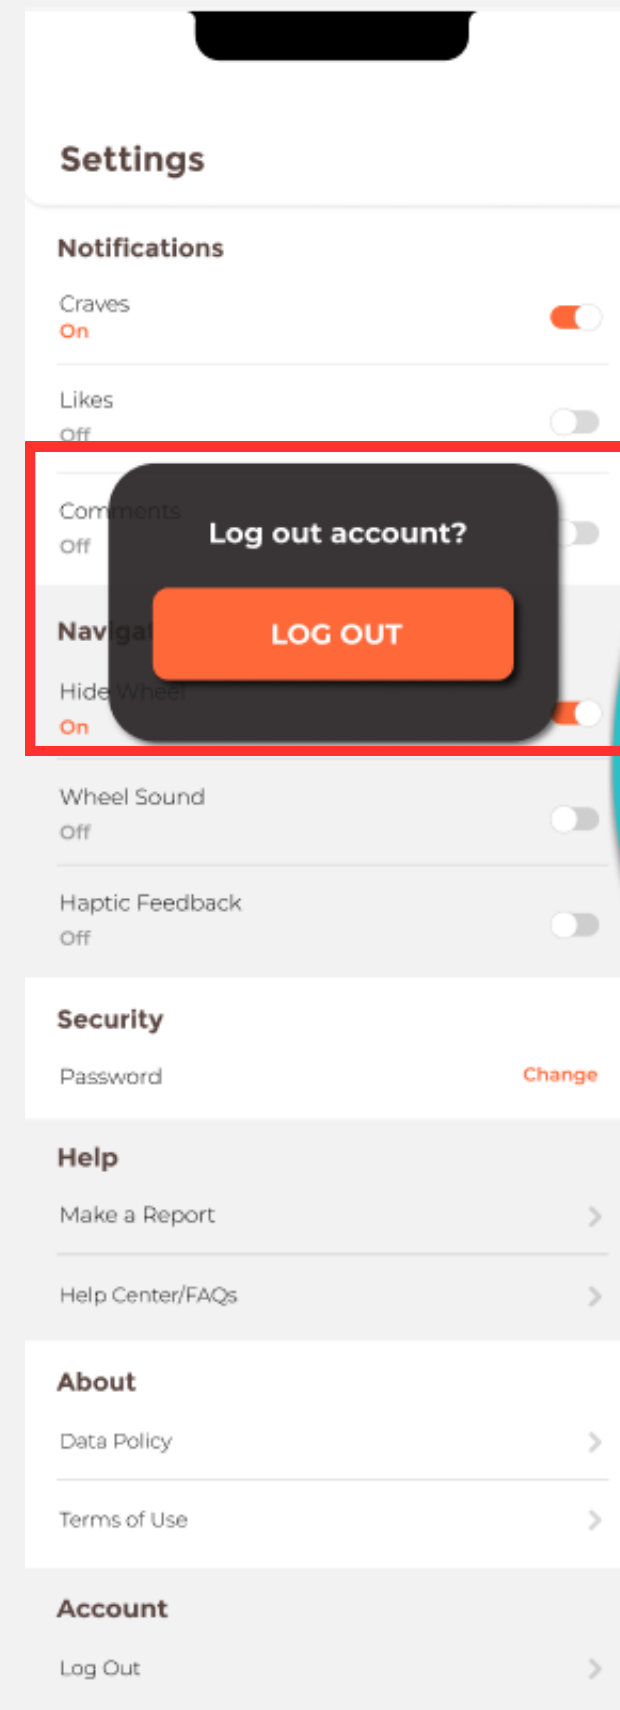 Settings
Notifications
Craves
On
Likes
Off
Comments
Off
Log out account?
LOG OUT
Hide Wheel
On
Wheel Sound
Off
Haptic Feedback
Off
Security
Password
Change
Help
Make a Report
Help Center/FAQs
About
Data Policy
Terms of Use
Account
Log Out